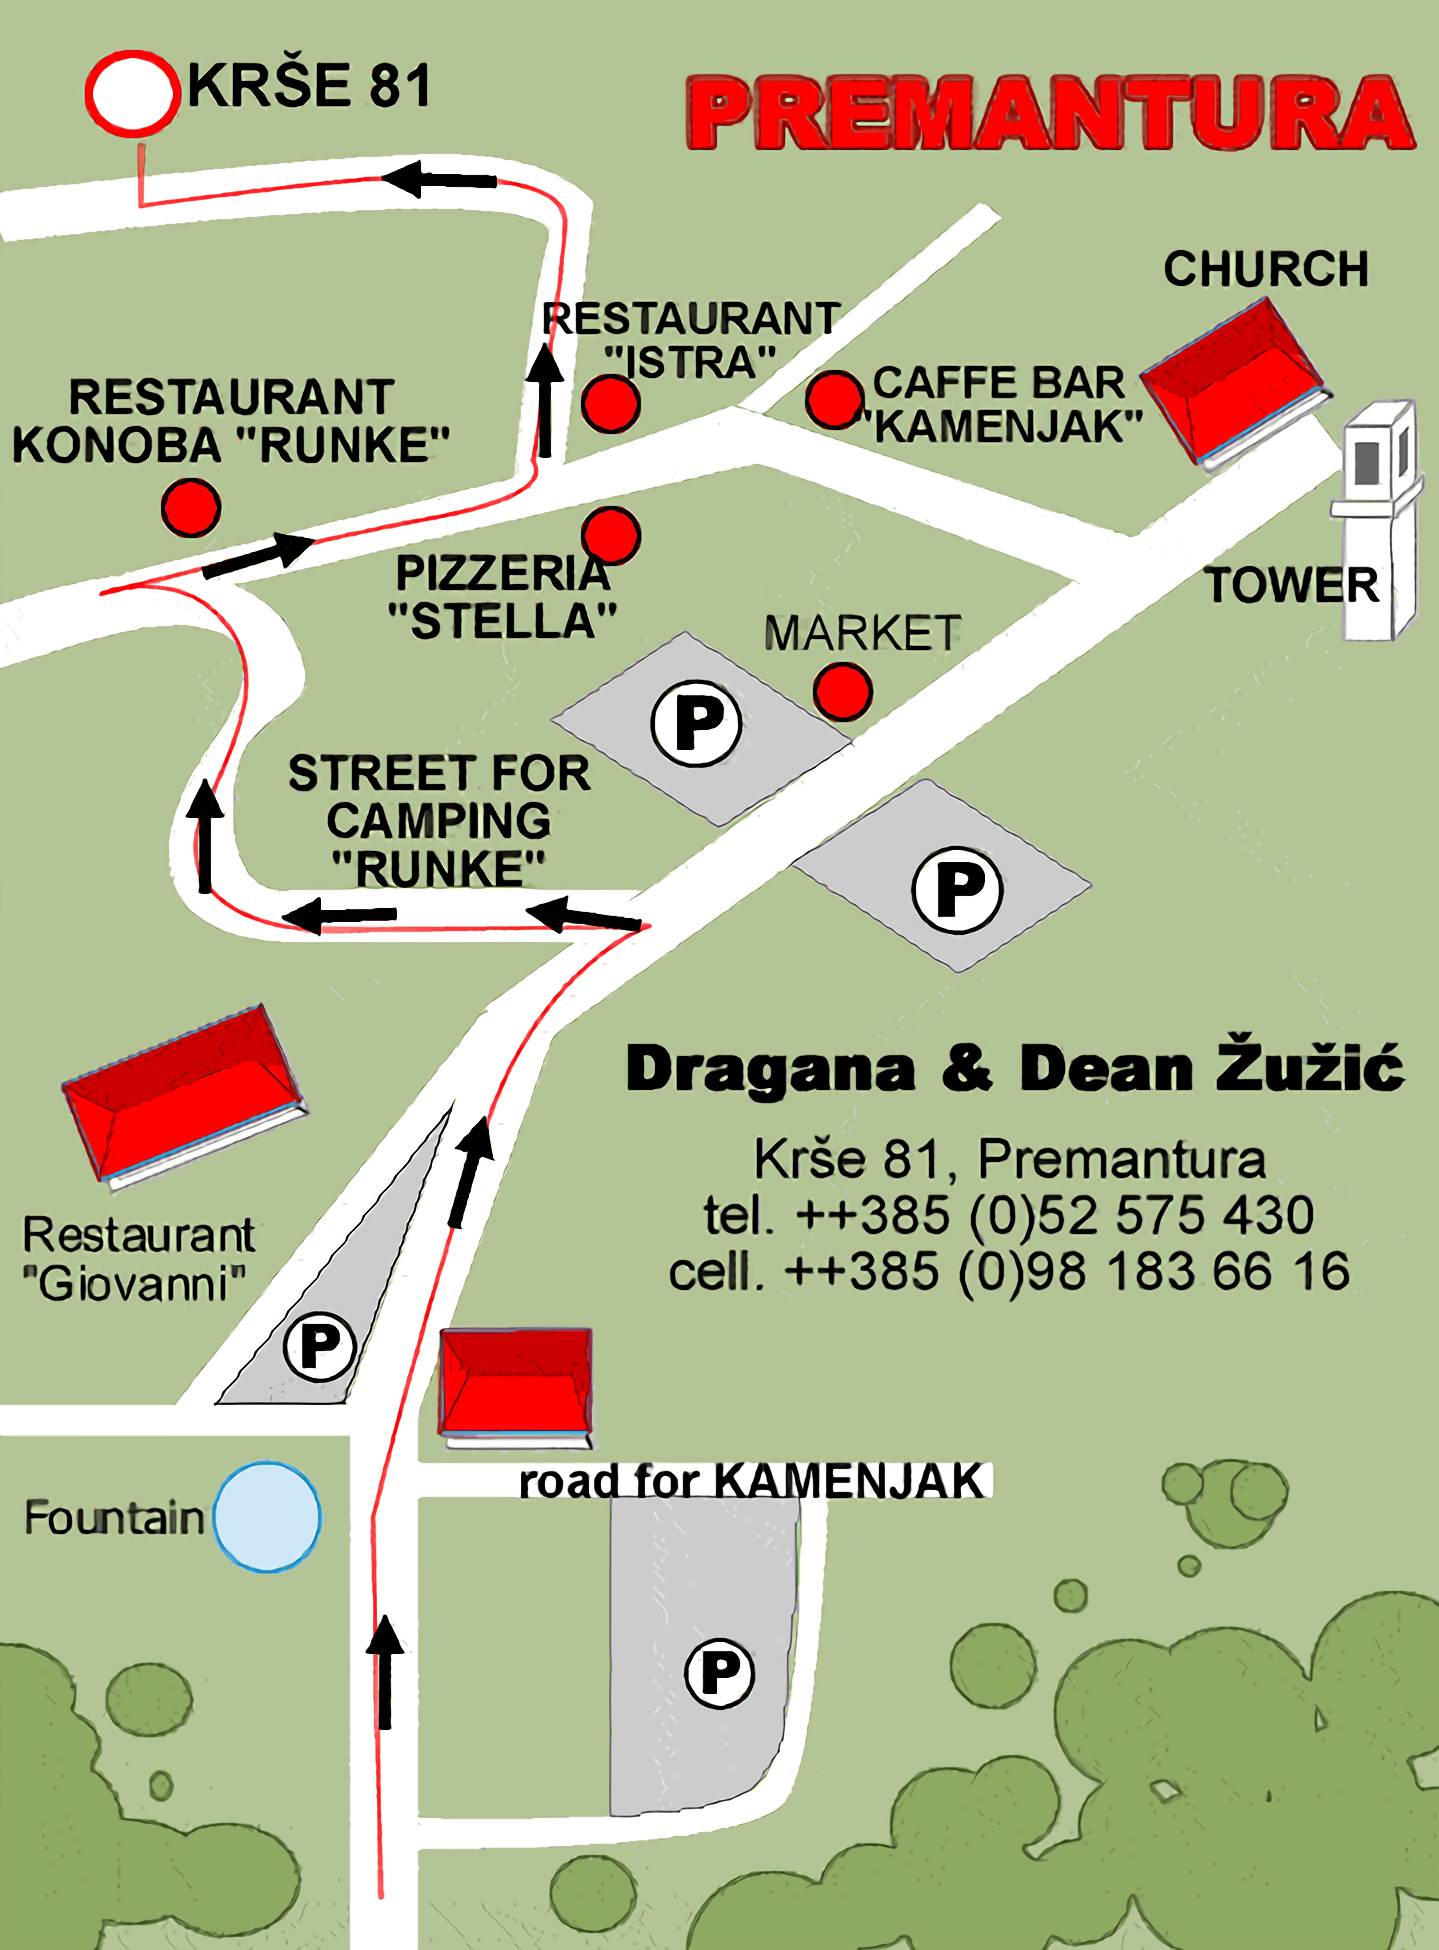 KRŠE 81
PREMANTURA
CHURCH
RESTAURANT
"ISTRA"
RESTAURANT
KONOBA "RUNKE"
CAFFE BAR
"KAMENJAK"
PIZZERIA
"STELLA"
TOWER
MARKET
P
STREET FOR
CAMPING
"RUNKE"
P
Dragana & Dean Žužić
Krše 81, Premantura
tel. ++385 (0)52 575 430
cell. ++385 (0)98 183 66 16
Restaurant
"Giovanni"
P
road for KAMENJAK
Fountain
P